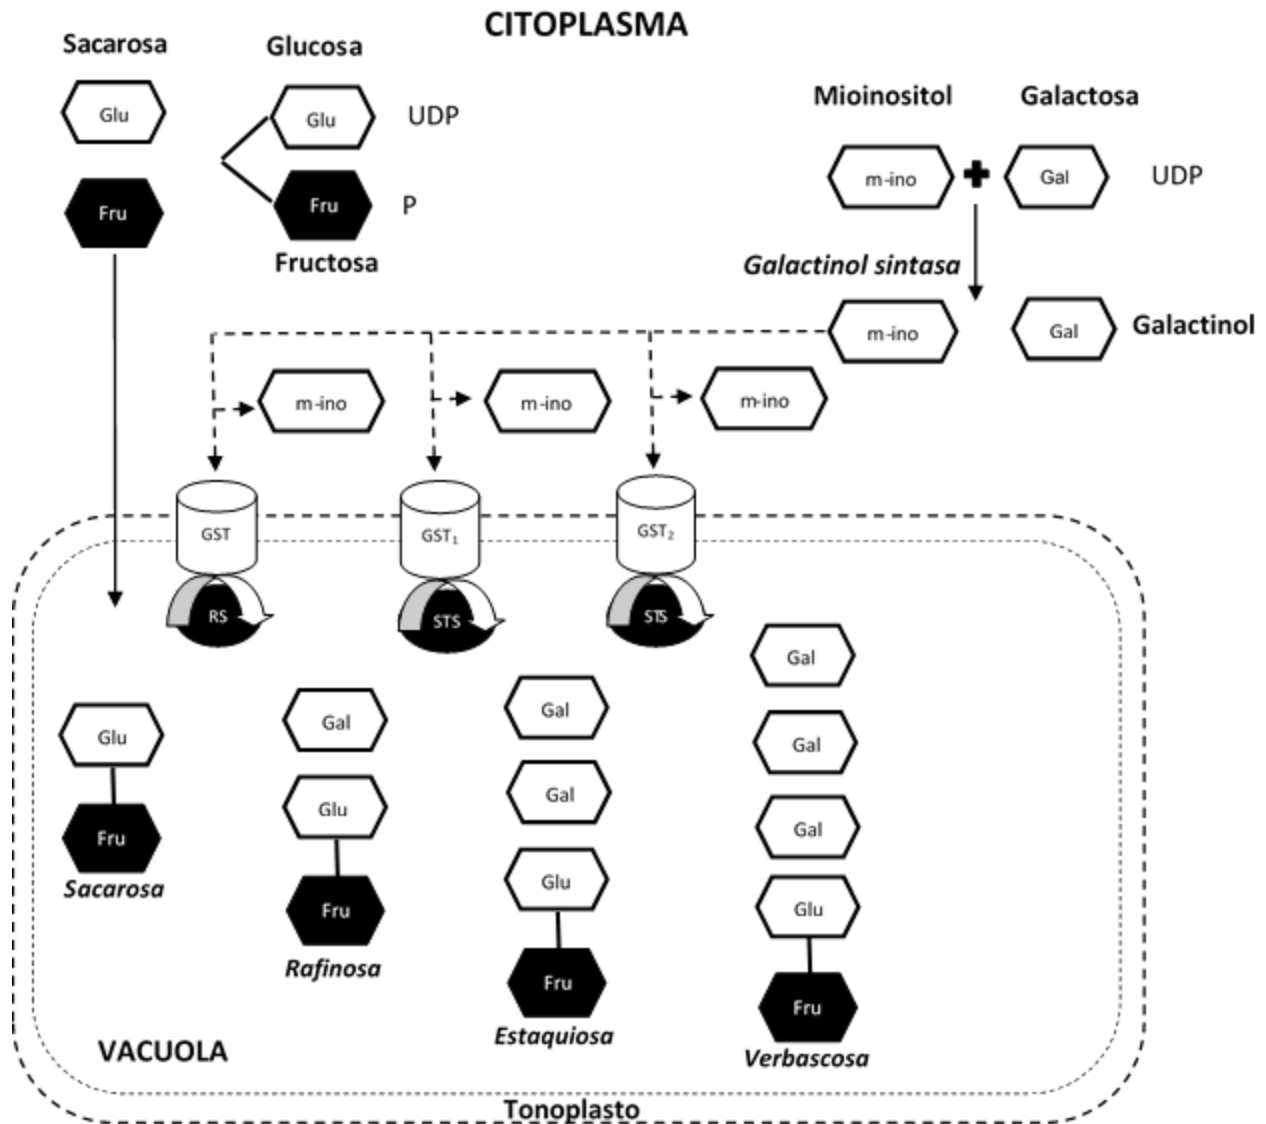 CITOPLASMA
Sacarosa
Glucosa
Glu
Glu
UDP
Fru
Fru
P
Fructosa
Mioinositol
Galactosa
m-ino
Gal
UDP
Galactinol sintasa
m-ino
Gal
Galactinol
m-ino
m-ino
m-ino
GST
GST₁
GST₂
RS
STS
STS
Glu
Fru
Sacarosa
Gal
Glu
Fru
Rafinosa
Gal
Gal
Glu
Fru
Estaquiosa
Gal
Gal
Gal
Glu
Fru
Verbascosa
VACUOLA
Tonoplasto